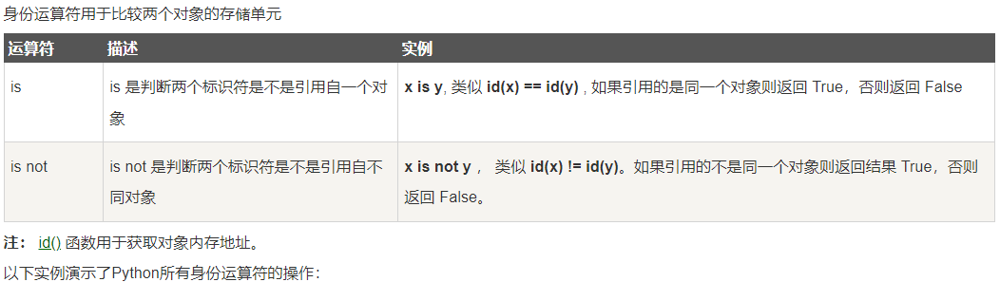 身份运算符用于比较两个对象的存储单元
运算符 描述 实例
is is 是判断两个标识符是不是引用自一个对 x is y, 类似 id(x) == id(y) , 如果引用的是同一个对象则返回 True，否则返回 False
象
is not is not 是判断两个标识符是不是引用自不 x is not y ， 类似 id(x) != id(y)。如果引用的不是同一个对象则返回结果 True，否则
同对象 返回 False。
注： id() 函数用于获取对象内存地址。
以下实例演示了Python所有身份运算符的操作：